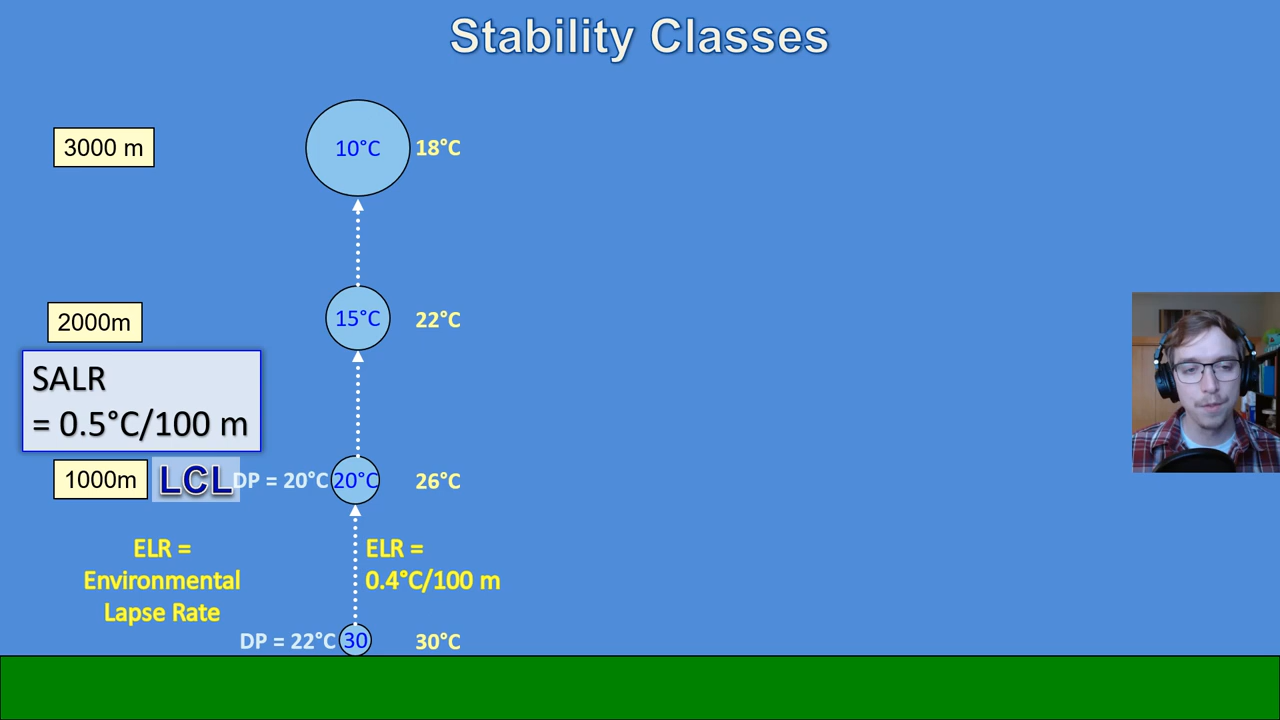 Stability Classes
3000 m
10°C
18°C
2000m
15°C
22°C
SALR
= 0.5°C/100 m
1000m
LCL
DP = 20°C
20°C
26°C
ELR =
Environmental
Lapse Rate
ELR =
0.4°C/100 m
DP = 22°C
30
30°C